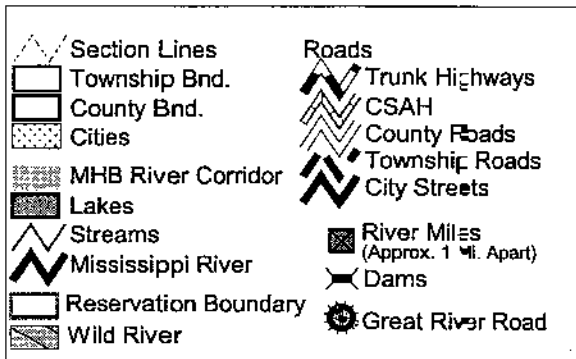 Section Lines
Township Bnd.
County Bnd.
Cities
MHB River Corridor
Lakes
Streams
Mississippi River
Reservation Boundary
Wild River
Roads
Trunk Highways
CSAH
County Roads
Township Roads
City Streets
River Miles
(Approx. 1 Mi. Apart)
Dams
Great River Road